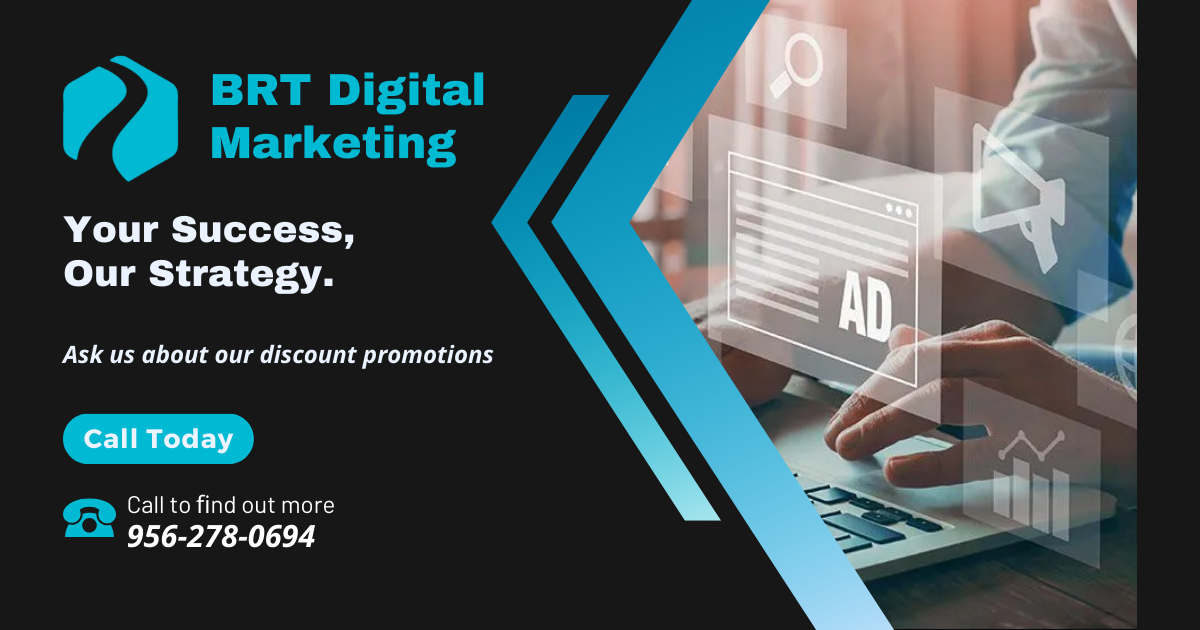 BRT Digital
Marketing
Your Success,
Our Strategy.
Ask us about our discount promotions
Call Today
Call to find out more
956-278-0694
AD